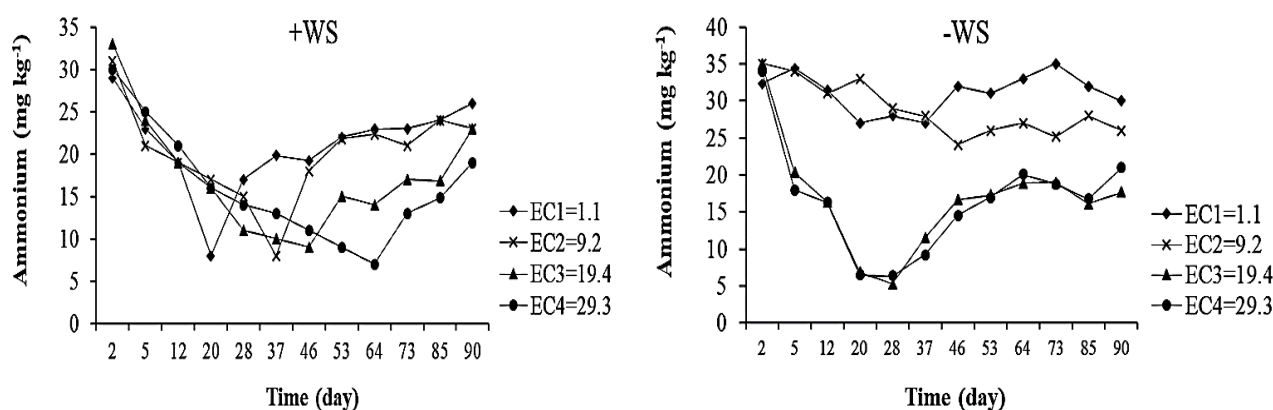 +WS
Ammonium (mg kg⁻¹)
35
30
25
20
15
10
5
0
2 5 12 20 28 37 46 53 64 73 85 90
Time (day)
EC1=1.1
EC2=9.2
EC3=19.4
EC4=29.3
-WS
Ammonium (mg kg⁻¹)
40
35
30
25
20
15
10
5
0
2 5 12 20 28 37 46 53 64 73 85 90
Time (day)
EC1=1.1
EC2=9.2
EC3=19.4
EC4=29.3